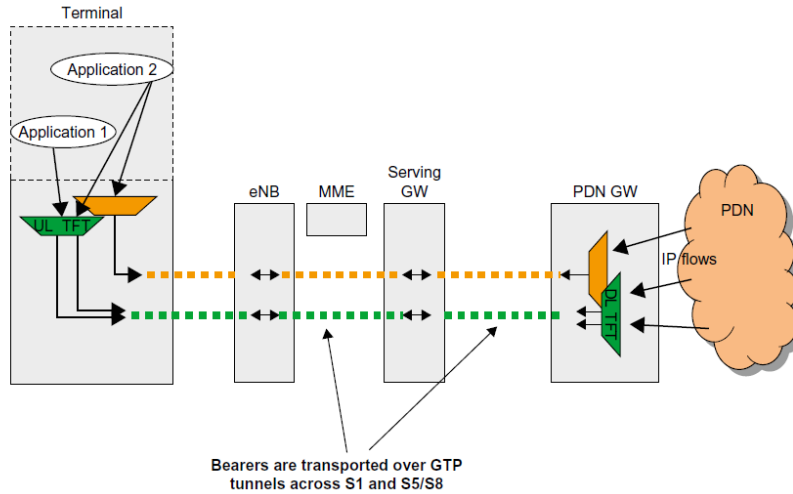 Terminal
Application 2
Application 1
UL TFT
eNB
MME
Serving
GW
PDN GW
PDN
IP flows
DL TFT
Bearers are transported over GTP
tunnels across S1 and S5/S8